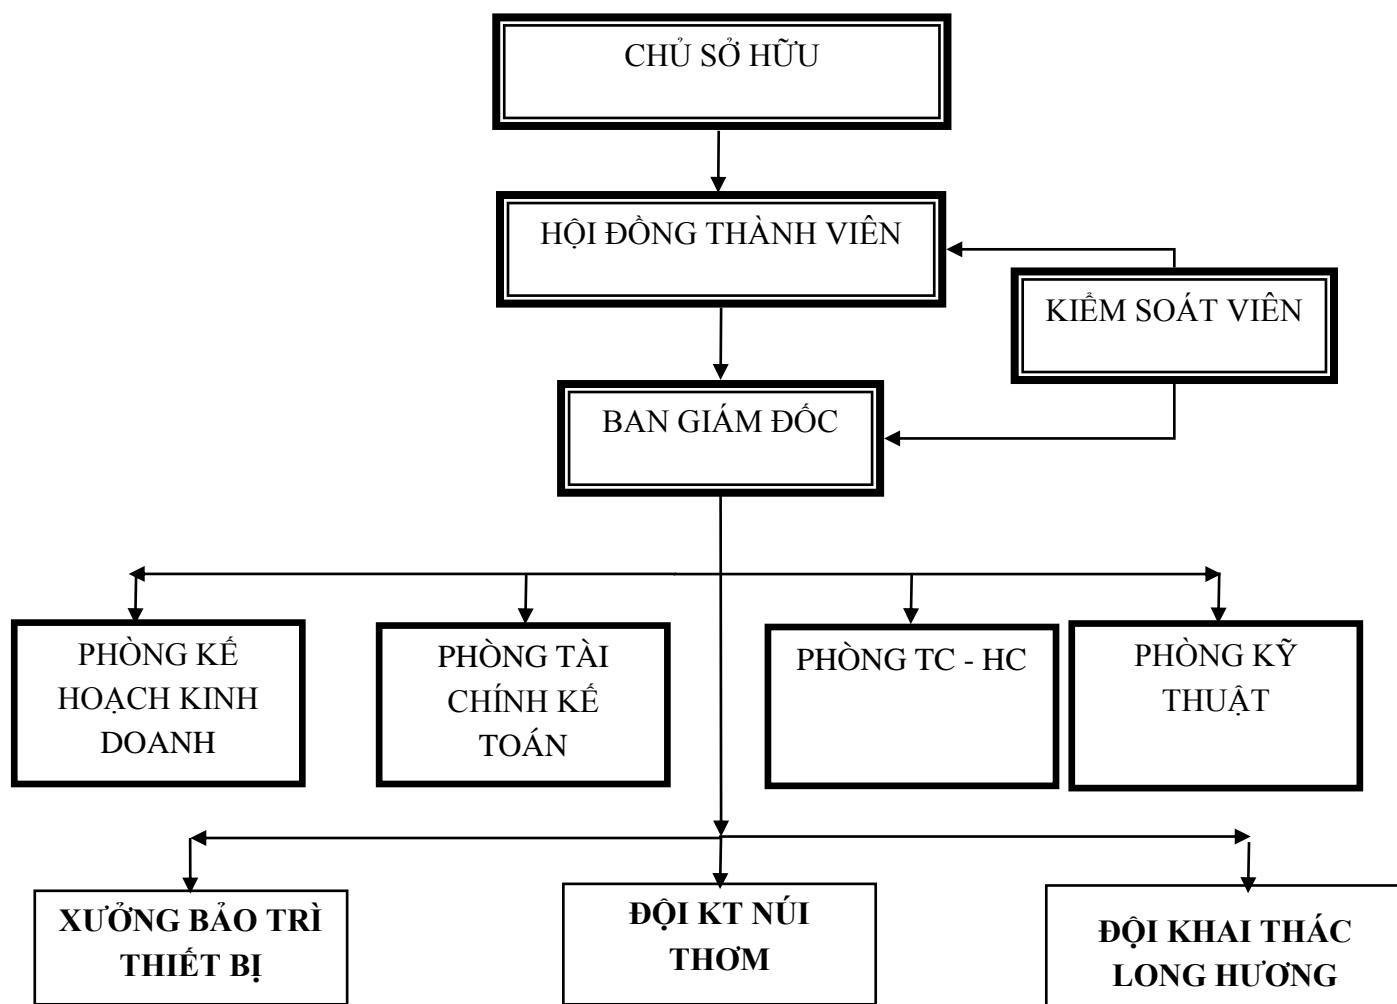 CHỦ SỞ HỮU
HỘI ĐỒNG THÀNH VIÊN
KIỂM SOÁT VIÊN
BAN GIÁM ĐỐC
PHÒNG KẾ
HOẠCH KINH
DOANH
PHÒNG TÀI
CHÍNH KẾ
TOÁN
PHÒNG TC - HC
PHÒNG KỸ
THUẬT
XƯỞNG BẢO TRÌ
THIẾT BỊ
ĐỘI KT NÚI
THƠM
ĐỘI KHAI THÁC
LONG HƯƠNG